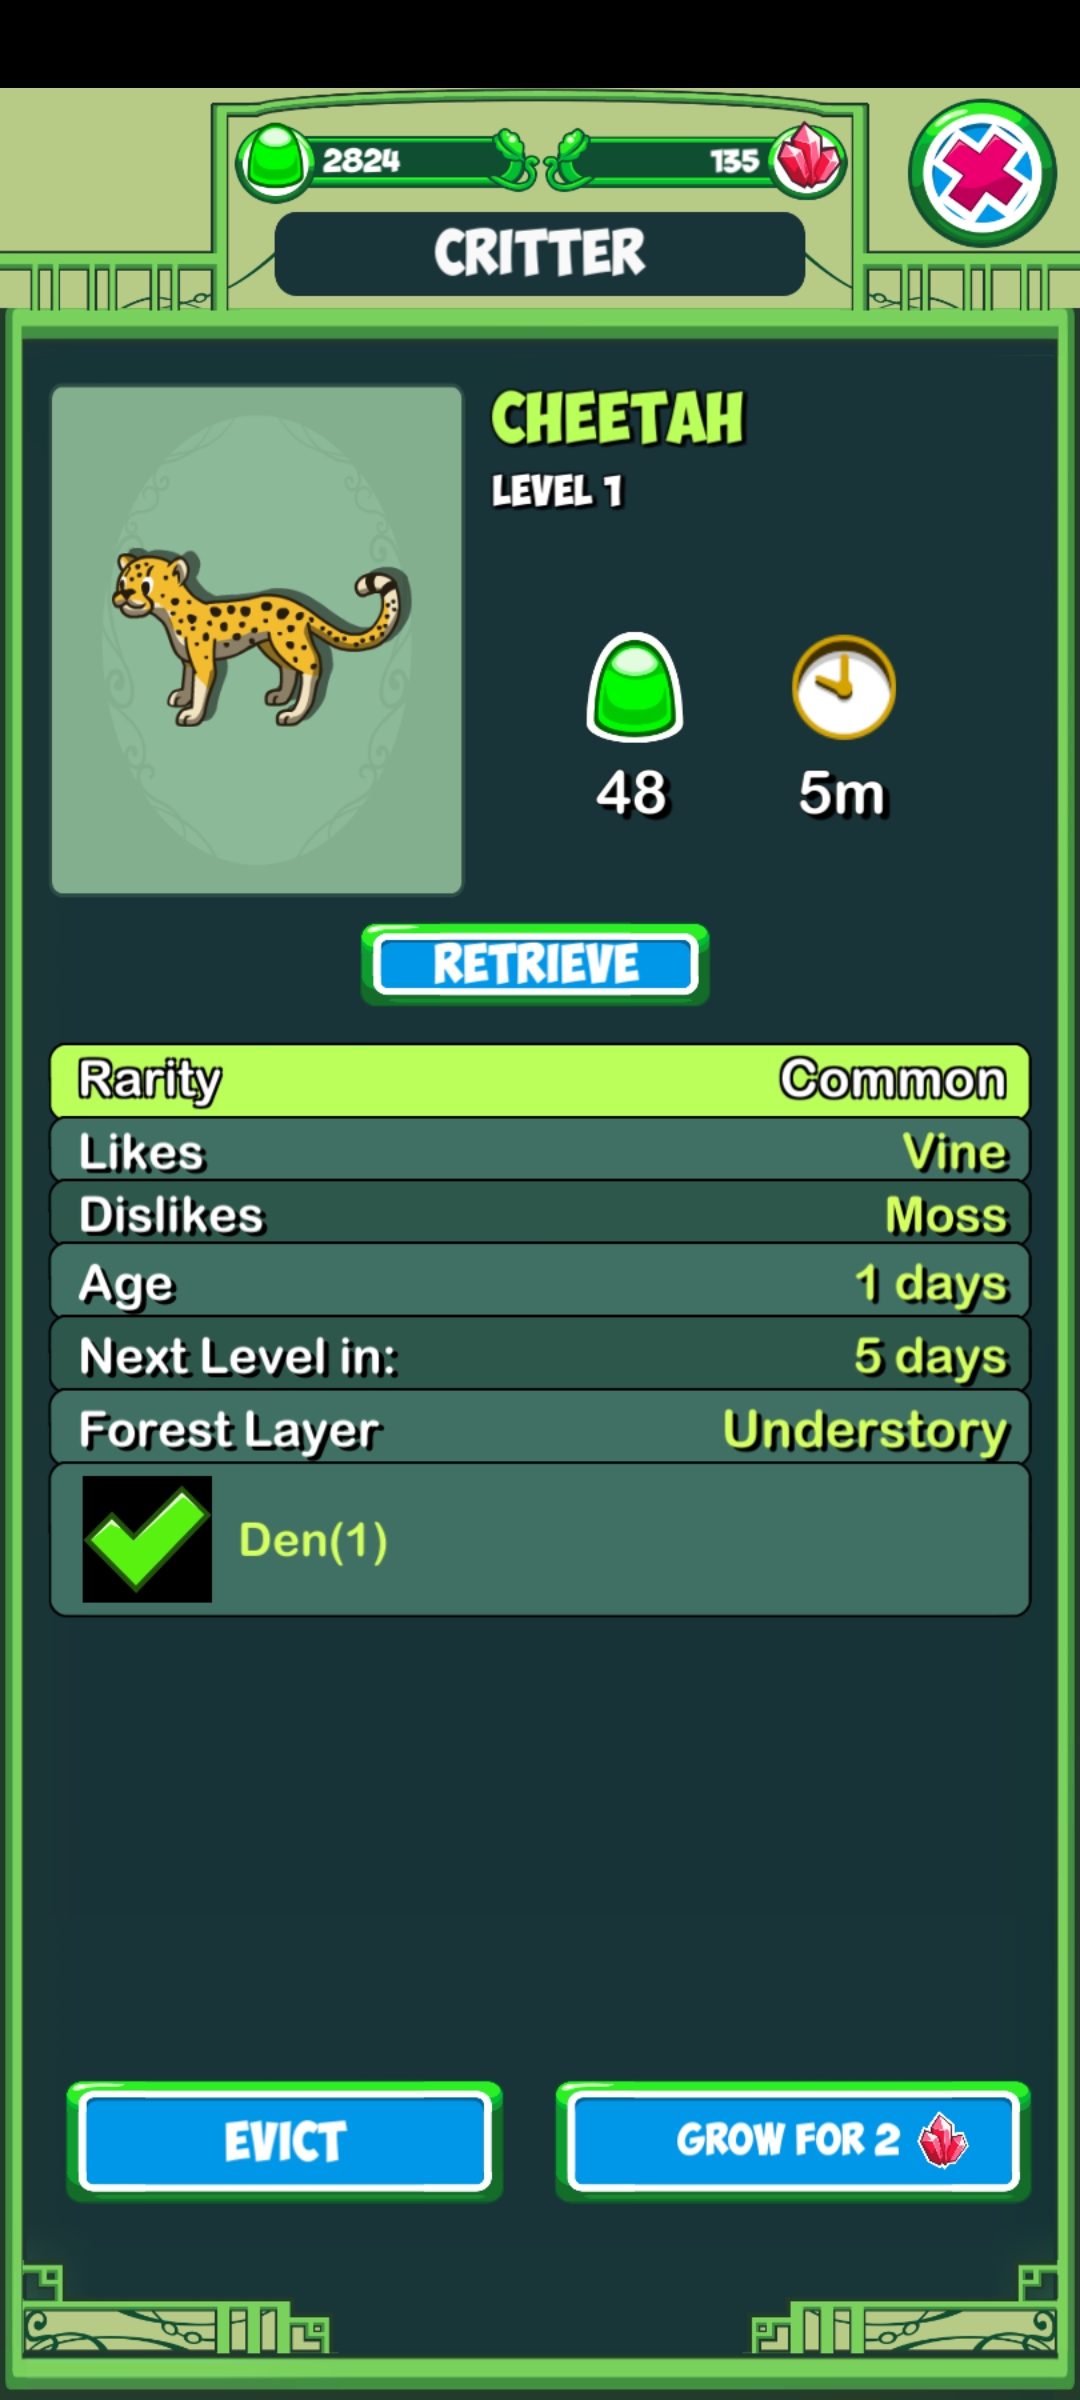 2824 135
CRITTER
CHEETAH
LEVEL 1
48 5m
RETRIEVE
Rarity Common
Likes Vine
Dislikes Moss
Age 1 days
Next Level in: 5 days
Forest Layer Understory
Den(1)
EVICT GROW FOR 2